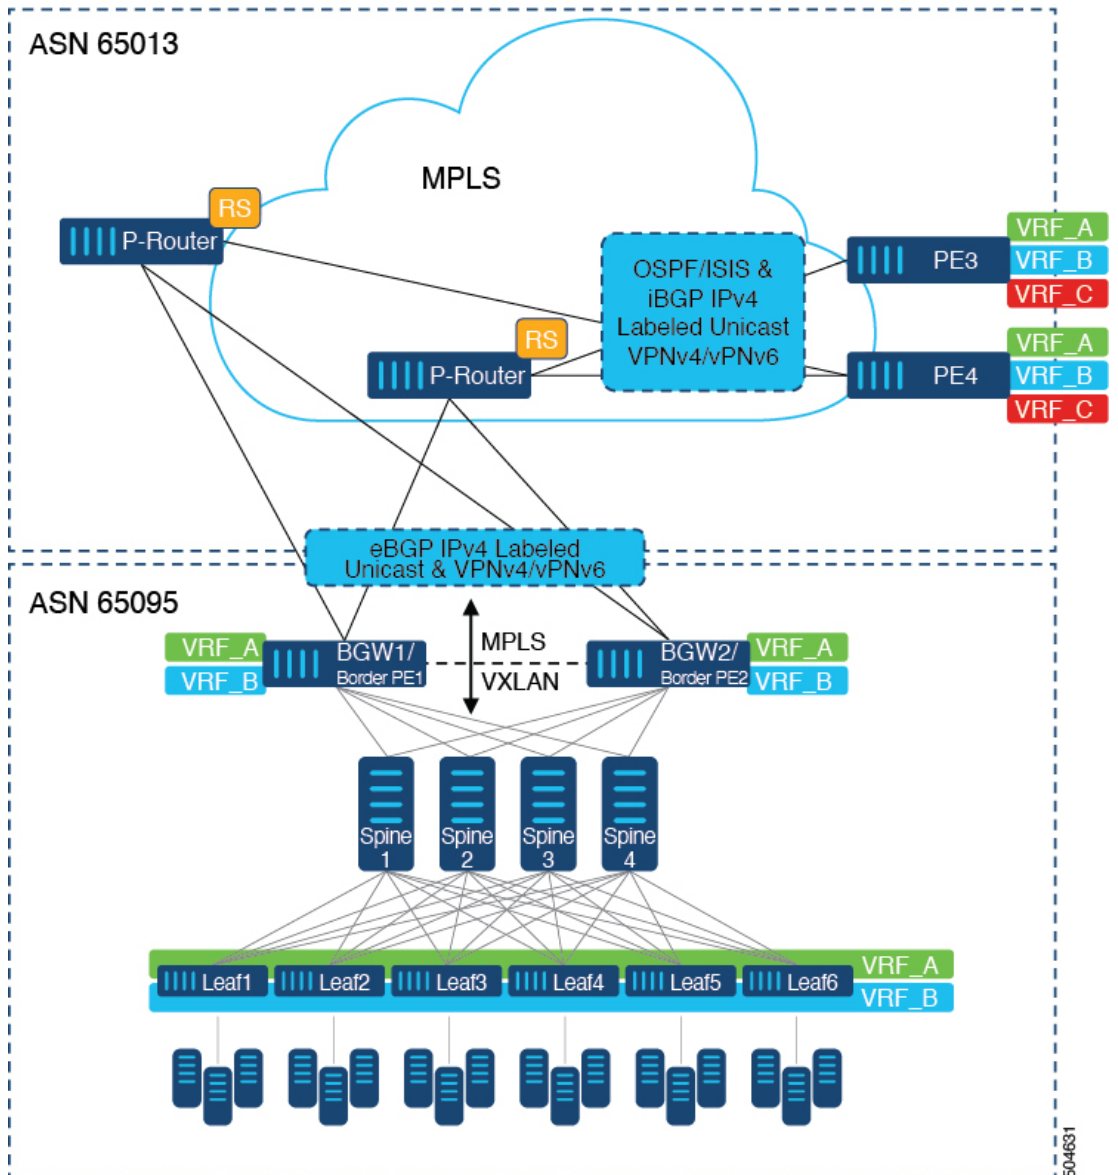 ASN 65013
MPLS
RS
P-Router
RS
P-Router
OSPF/ISIS &
iBGP IPv4
Labeled Unicast
VPNv4/vPNv6
PE3
VRF_A
VRF_B
VRF_C
PE4
VRF_A
VRF_B
VRF_C
eBGP IPv4 Labeled
Unicast & VPNv4/vPNv6
ASN 65095
VRF_A
VRF_B
BGW1/
Border PE1
MPLS
VXLAN
BGW2/
Border PE2
VRF_A
VRF_B
Spine
1
Spine
2
Spine
3
Spine
4
Leaf1
Leaf2
Leaf3
Leaf4
Leaf5
Leaf6
VRF_A
VRF_B
504631